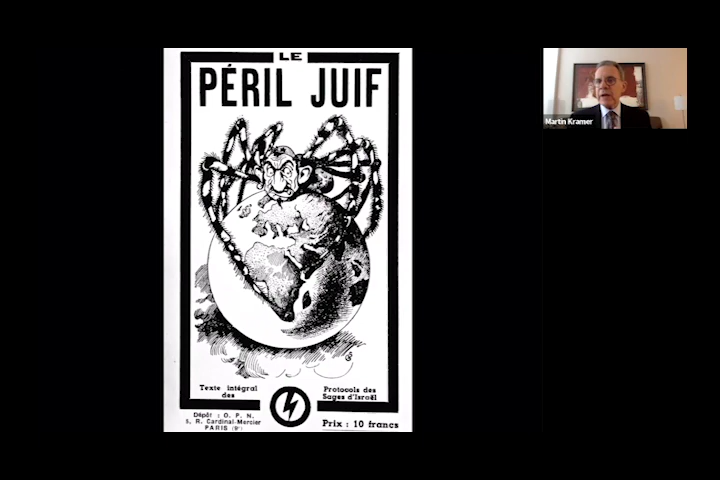 LE
PÉRIL JUIF
Texte intégral
des
Protocols des
Sages d'Israël
Dépôt : O. P. N.
5, R. Cardinal-Mercier
PARIS (9e)
Prix : 10 francs
Martin Kramer